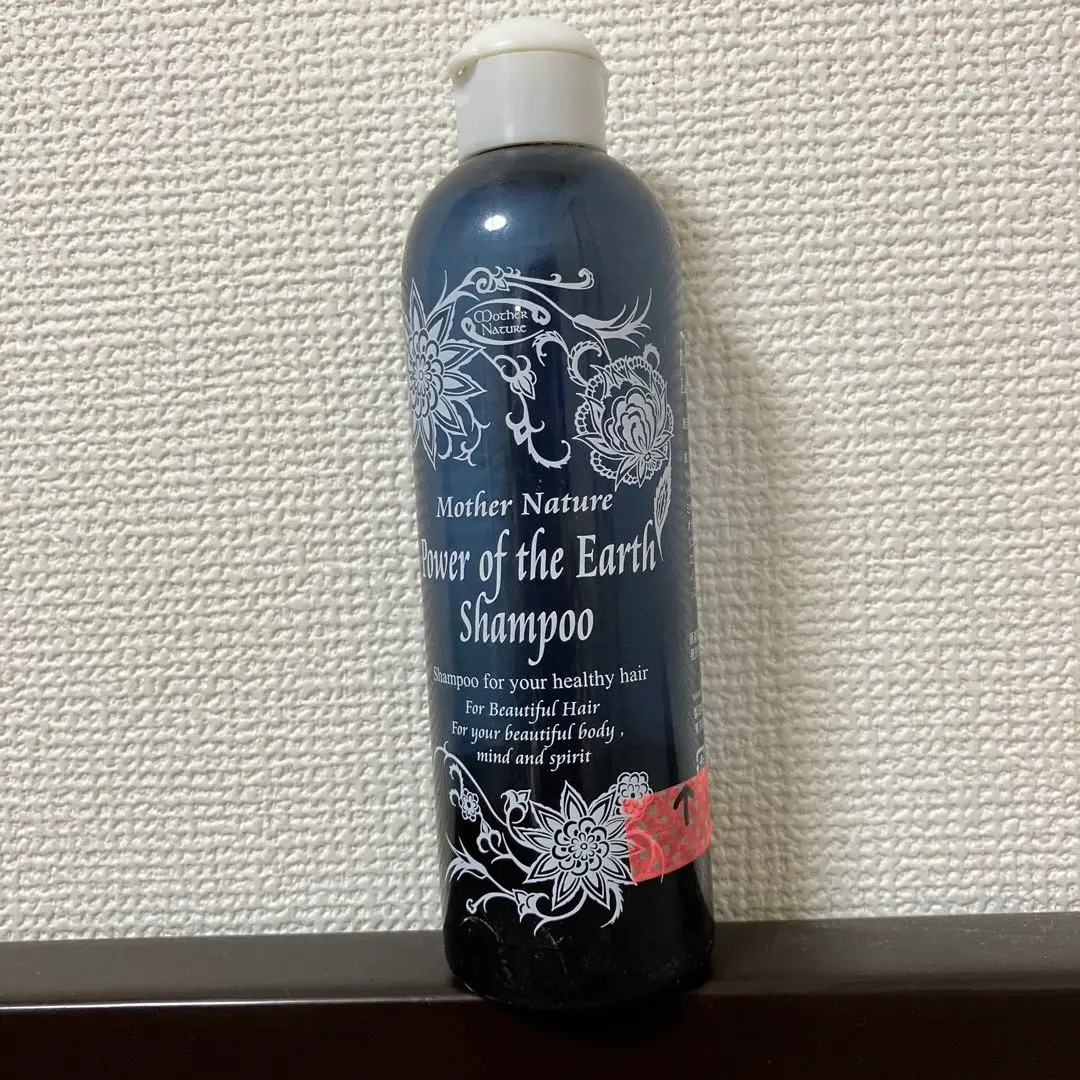 Mother
Nature
Mother Nature
Power of the Earth
Shampoo
Shampoo for your healthy hair
For Beautiful Hair
For your beautiful body ,
mind and spirit
↑